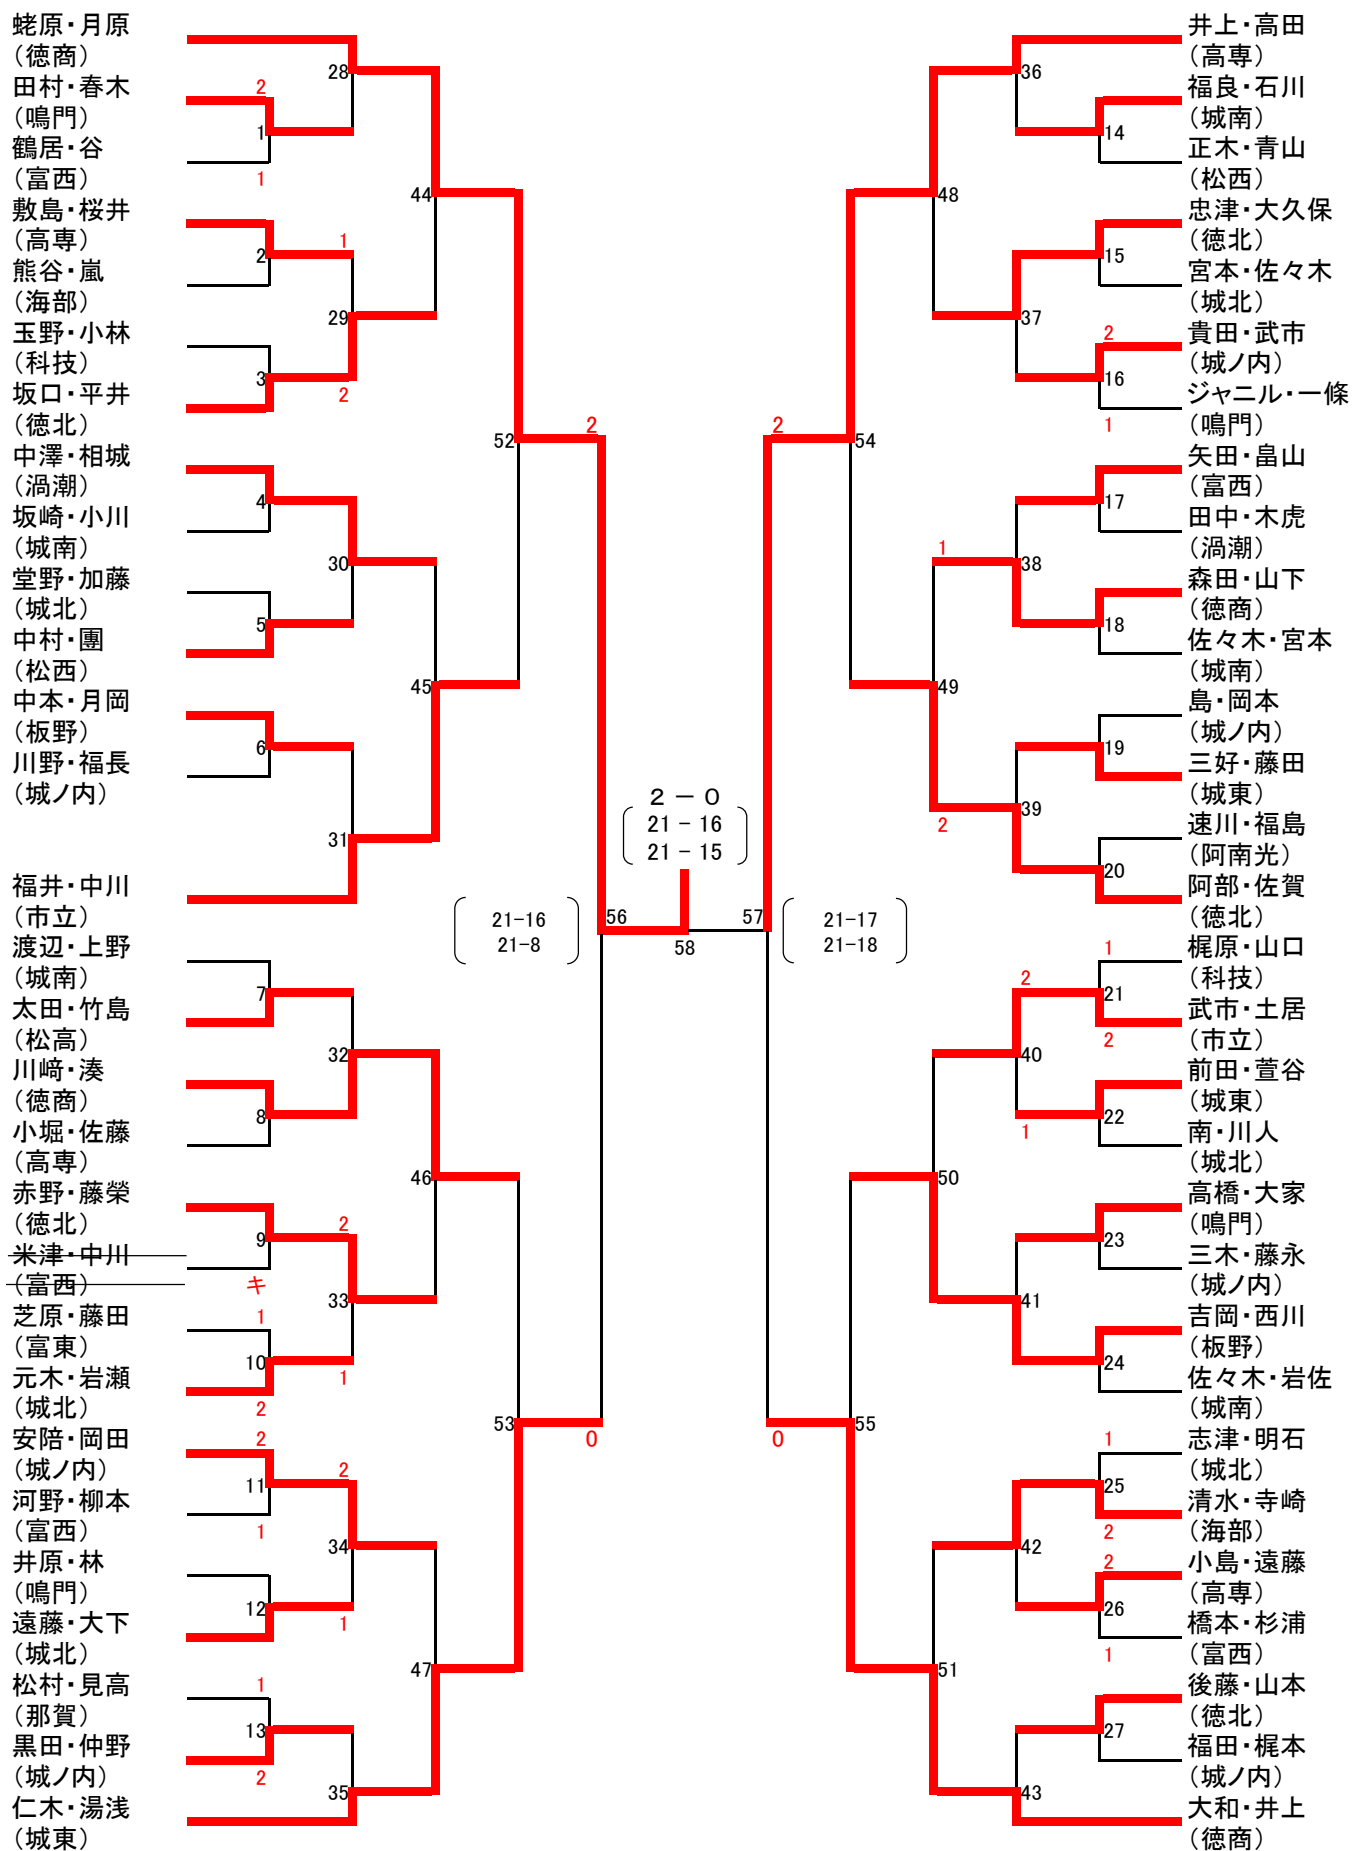 蛯原・月原
(徳商)
田村・春木
(鳴門)
鶴居・谷
(富西)
敷島・桜井
(高専)
熊谷・嵐
(海部)
玉野・小林
(科技)
坂口・平井
(徳北)
中澤・相城
(渦潮)
坂崎・小川
(城南)
堂野・加藤
(城北)
中村・團
(松西)
中本・月岡
(板野)
川野・福長
(城ノ内)
福井・中川
(市立)
渡辺・上野
(城南)
太田・竹島
(松高)
川﨑・湊
(徳商)
小堀・佐藤
(高専)
赤野・藤榮
(徳北)
米津・中川
(富西)
芝原・藤田
(富東)
元木・岩瀬
(城北)
安陪・岡田
(城ノ内)
河野・柳本
(富西)
井原・林
(鳴門)
遠藤・大下
(城北)
松村・見高
(那賀)
黒田・仲野
(城ノ内)
仁木・湯浅
(城東)
2
1
1
2
3
4
5
6
7
8
9
キ
1
10
2
2
11
1
12
1
13
2
28
1
29
2
30
31
32
2
33
1
2
34
1
35
44
45
46
47
52
53
2
56
0
21-16
21-8
2 － 0
21 － 16
21 － 15
58
2
57
0
21-17
21-18
54
55
48
1
49
2
50
51
36
37
38
39
2
40
1
41
42
43
14
15
2
16
1
17
18
19
20
1
21
2
22
23
24
1
25
2
2
26
1
27
井上・高田
(高専)
福良・石川
(城南)
正木・青山
(松西)
忠津・大久保
(徳北)
宮本・佐々木
(城北)
貴田・武市
(城ノ内)
ジャニル・一條
(鳴門)
矢田・畠山
(富西)
田中・木虎
(渦潮)
森田・山下
(徳商)
佐々木・宮本
(城南)
島・岡本
(城ノ内)
三好・藤田
(城東)
速川・福島
(阿南光)
阿部・佐賀
(徳北)
梶原・山口
(科技)
武市・土居
(市立)
前田・萱谷
(城東)
南・川人
(城北)
高橋・大家
(鳴門)
三木・藤永
(城ノ内)
吉岡・西川
(板野)
佐々木・岩佐
(城南)
志津・明石
(城北)
清水・寺崎
(海部)
小島・遠藤
(高専)
橋本・杉浦
(富西)
後藤・山本
(徳北)
福田・梶本
(城ノ内)
大和・井上
(徳商)